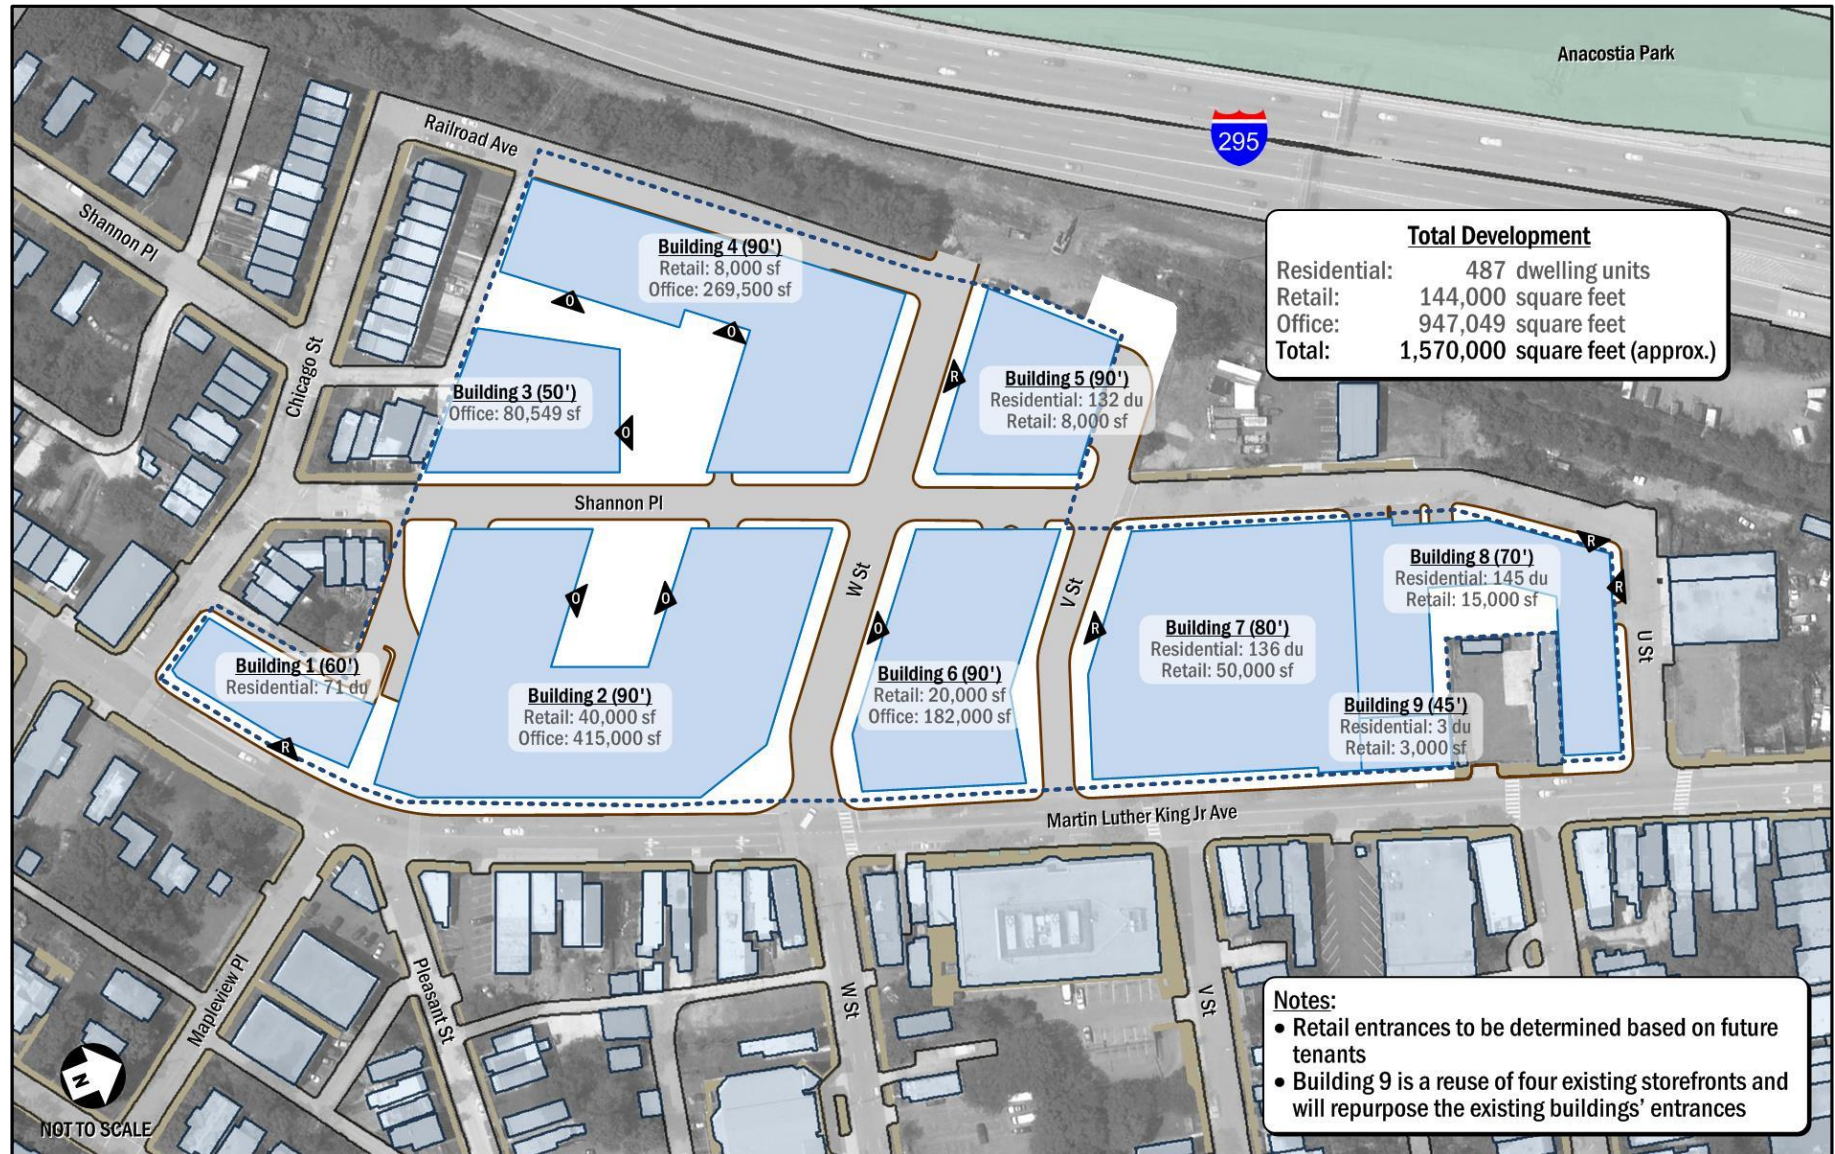 Anacostia Park
295
Railroad Ave
Shannon Pl
Chicago St
Total Development
Residential: 487 dwelling units
Retail: 144,000 square feet
Office: 947,049 square feet
Total: 1,570,000 square feet (approx.)
Building 4 (90')
Retail: 8,000 sf
Office: 269,500 sf
O
O
Building 3 (50')
Office: 80,549 sf
O
R
Building 5 (90')
Residential: 132 du
Retail: 8,000 sf
Shannon Pl
W St
V St
U St
Building 1 (60')
Residential: 71 du
R
O
O
Building 2 (90')
Retail: 40,000 sf
Office: 415,000 sf
O
Building 6 (90')
Retail: 20,000 sf
Office: 182,000 sf
R
Building 7 (80')
Residential: 136 du
Retail: 50,000 sf
Building 8 (70')
Residential: 145 du
Retail: 15,000 sf
R
R
Building 9 (45')
Residential: 3 du
Retail: 3,000 sf
Martin Luther King Jr Ave
Mapleview Pl
Pleasant St
W St
V St
N
NOT TO SCALE
Notes:
• Retail entrances to be determined based on future
tenants
• Building 9 is a reuse of four existing storefronts and
will repurpose the existing buildings’ entrances